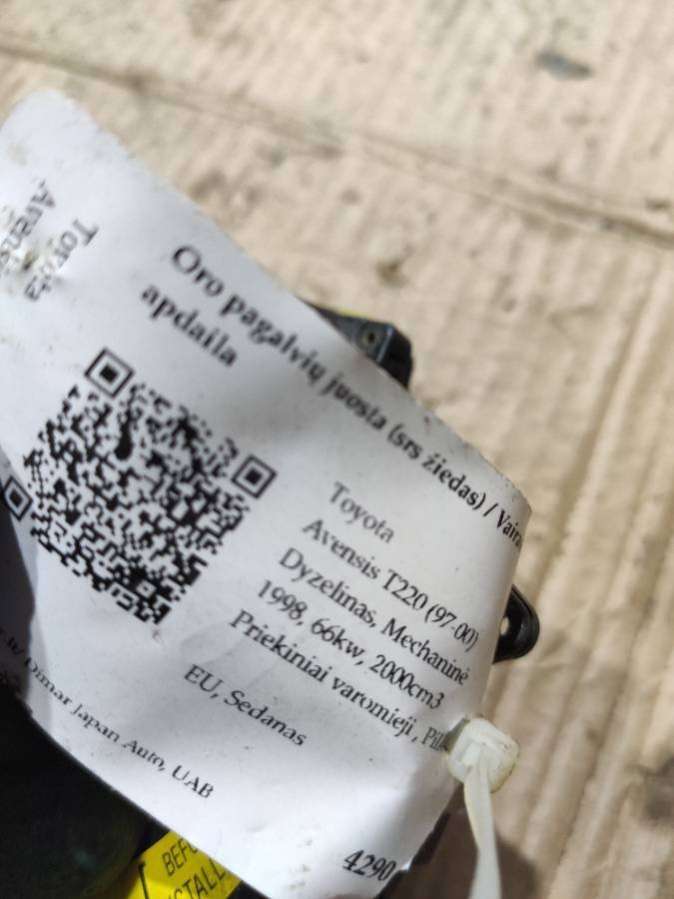 Oro pagalvių juosta (srs žiedas) / Vaira
apdaila
Toyota
Avensis T220 (97-00)
Dyzelinas, Mechaninė
1998, 66kw, 2000cm3
Priekiniai varomieji,
EU, Sedanas
Dimar Japan Auto, UAB
4290
Toyota